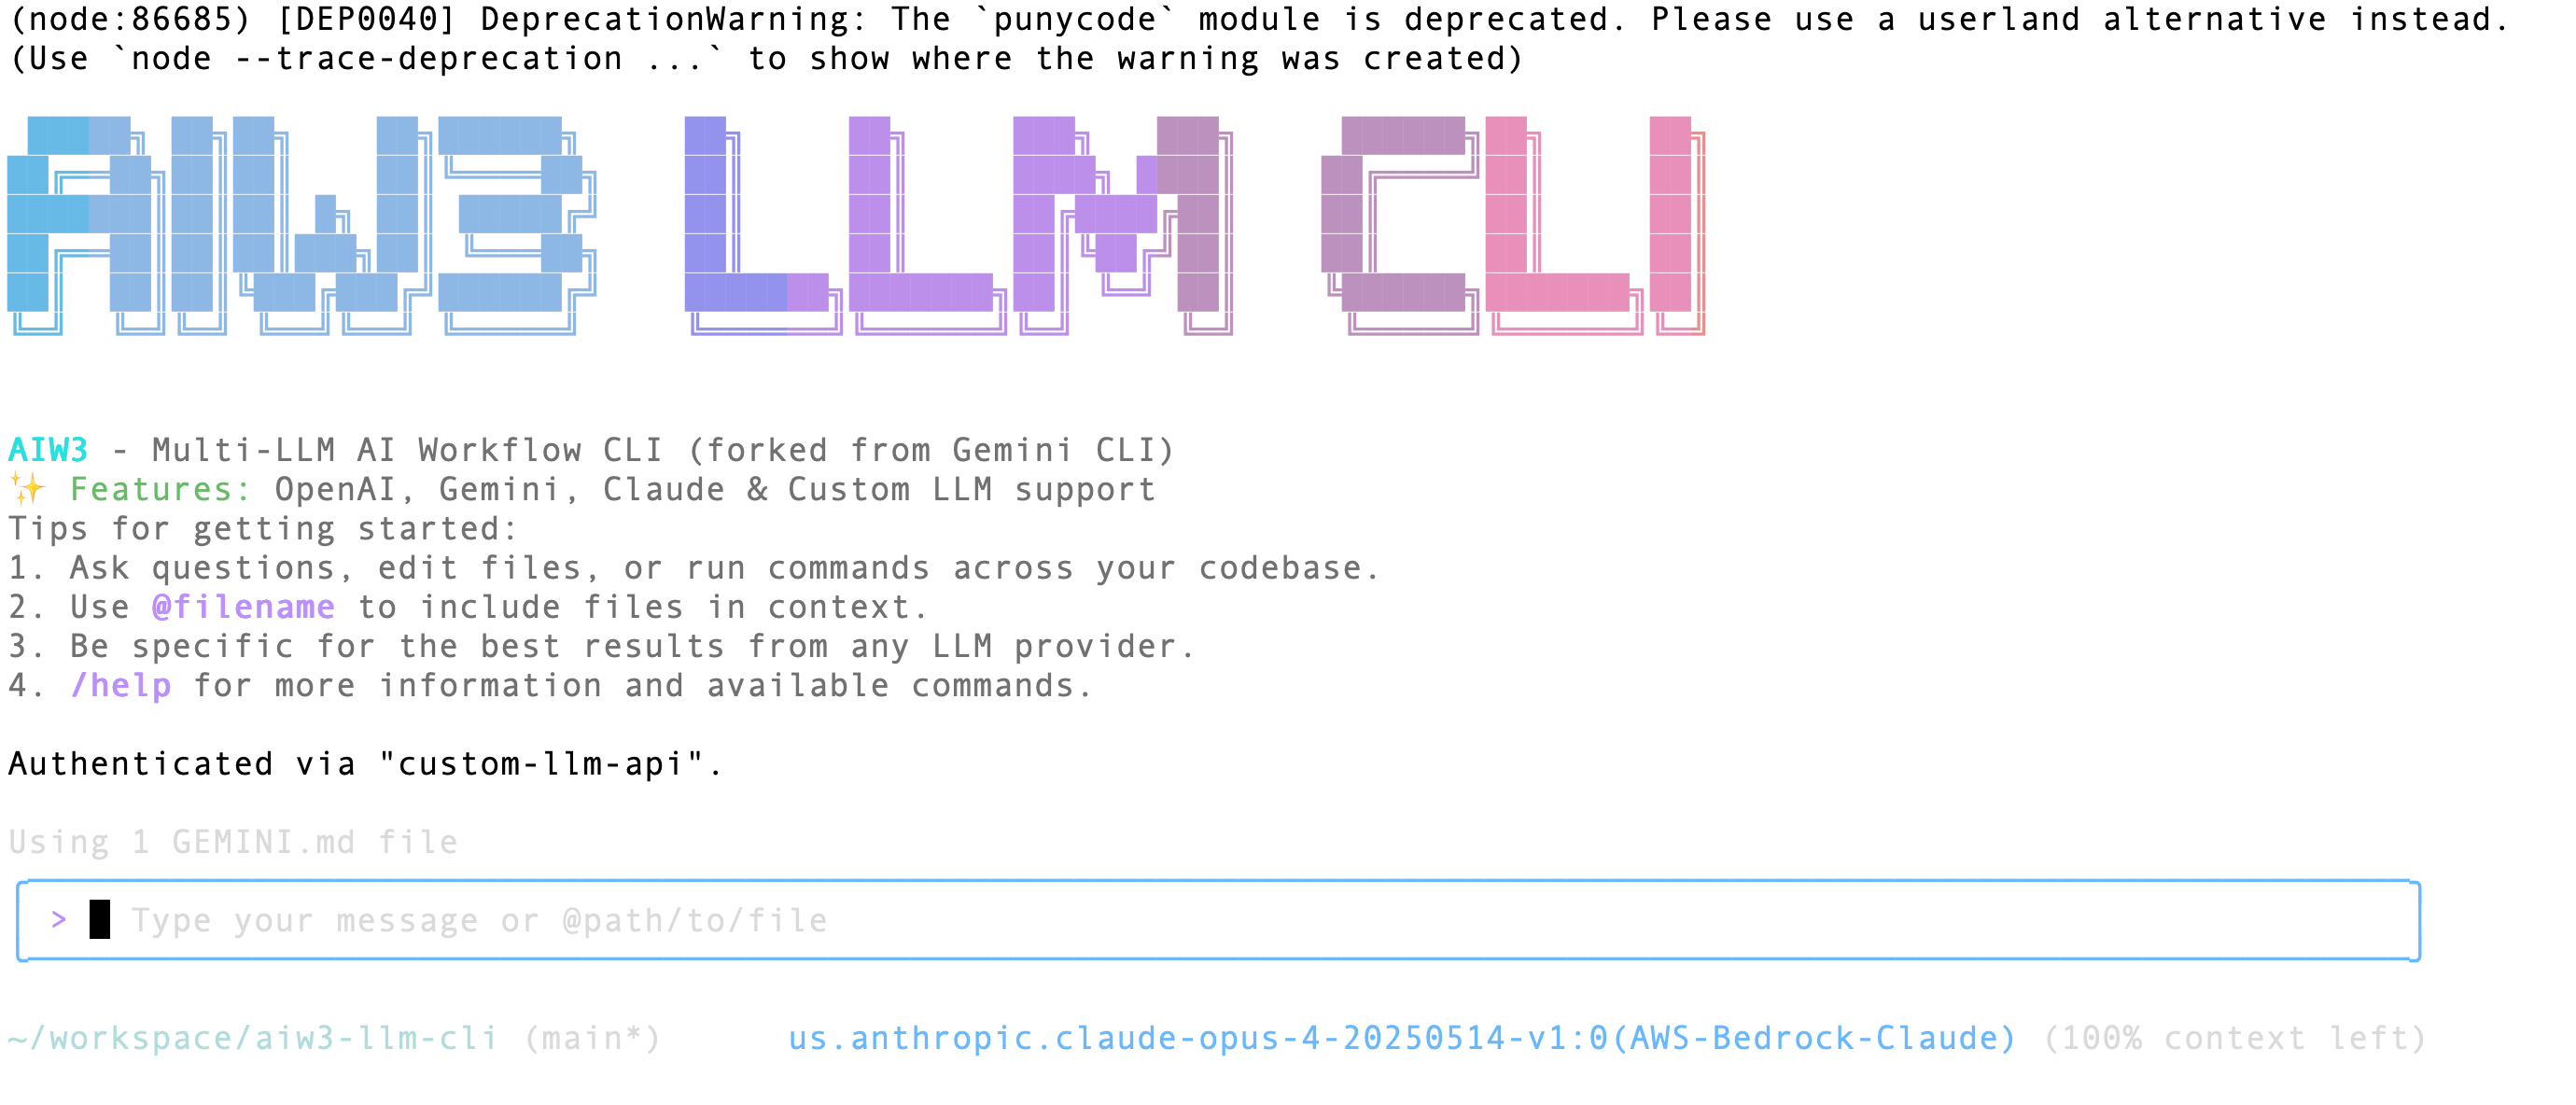 (node:86685) [DEP0040] DeprecationWarning: The `punycode` module is deprecated. Please use a userland alternative instead.
(Use `node --trace-deprecation ...` to show where the warning was created)
AIW3 LLM CLI
AIW3 - Multi-LLM AI Workflow CLI (forked from Gemini CLI)
✨ Features: OpenAI, Gemini, Claude & Custom LLM support
Tips for getting started:
1. Ask questions, edit files, or run commands across your codebase.
2. Use @filename to include files in context.
3. Be specific for the best results from any LLM provider.
4. /help for more information and available commands.
Authenticated via "custom-llm-api".
Using 1 GEMINI.md file
> Type your message or @path/to/file
~/workspace/aiw3-llm-cli (main*) us.anthropic.claude-opus-4-20250514-v1:0(AWS-Bedrock-Claude) (100% context left)